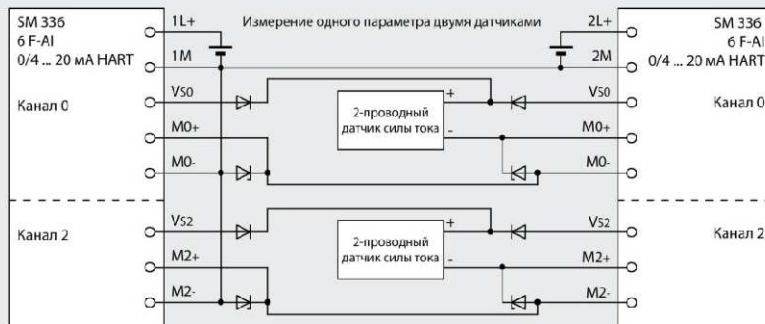 Измерение одного параметра двумя датчиками
SM 336
6 F-AI
0/4 ... 20 мА HART
1L+
1M
Канал 0
Vs0
M0+
M0-
Канал 2
Vs2
M2+
M2-
+
2-проводный
датчик силы тока
-
+
2-проводный
датчик силы тока
-
2L+
2M
Vs0
M0+
M0-
Vs2
M2+
M2-
SM 336
6 F-AI
0/4 ... 20 мА HART
Канал 0
Канал 2